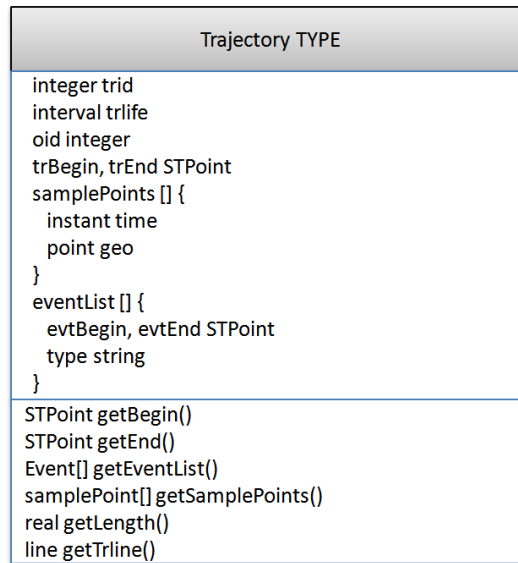 Trajectory TYPE
integer trid
interval trlife
oid integer
trBegin, trEnd STPoint
samplePoints [] {
instant time
point geo
}
eventList [] {
evtBegin, evtEnd STPoint
type string
}
STPoint getBegin()
STPoint getEnd()
Event[] getEventList()
samplePoint[] getSamplePoints()
real getLength()
line getTrline()